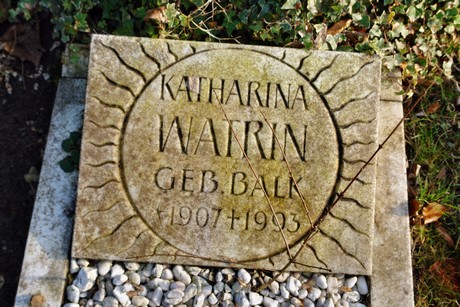 KATHARINA
WATRIN
GEB. BALK
*1907 †1993